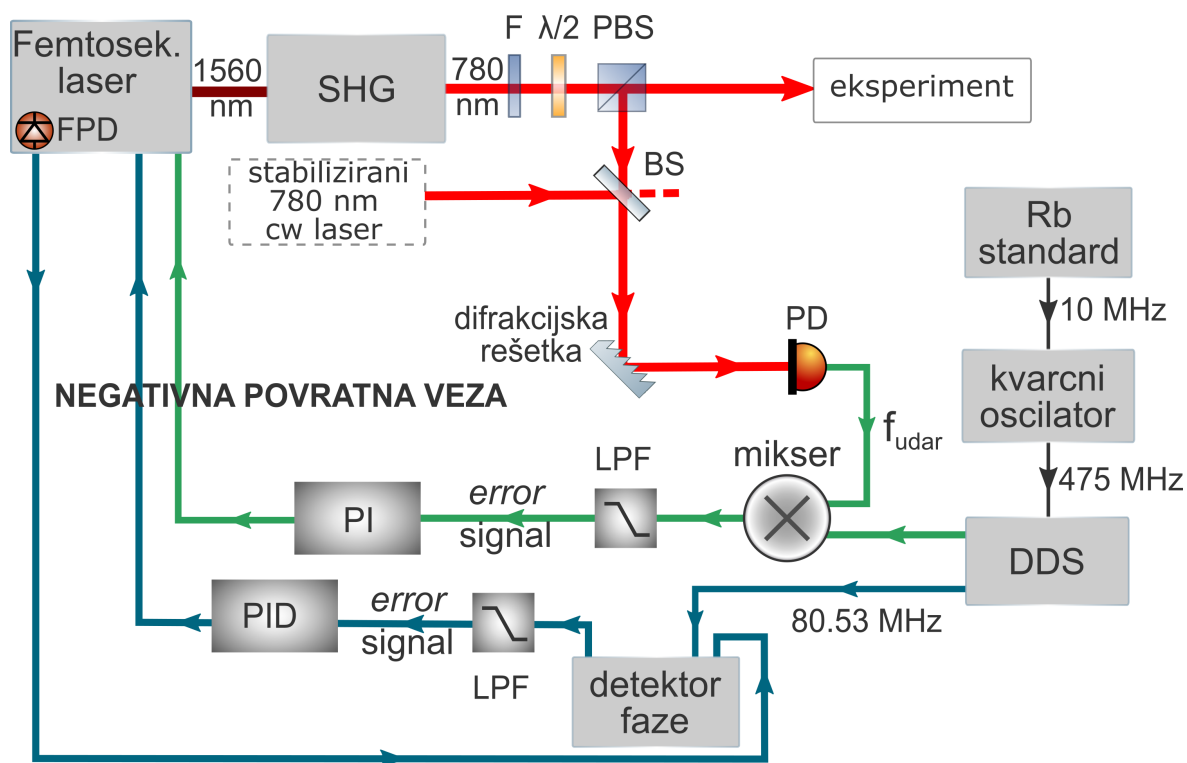 Femtosek.
laser
FPD
1560
nm
SHG
780
nm
F
λ/2
PBS
eksperiment
stabilizirani
780 nm
cw laser
BS
Rb
standard
10 MHz
difrakcijska
rešetka
PD
kvarcni
oscilator
NEGATIVNA POVRATNA VEZA
f_udar
475 MHz
mikser
LPF
error
signal
PI
DDS
80.53 MHz
PID
error
signal
LPF
detektor
faze